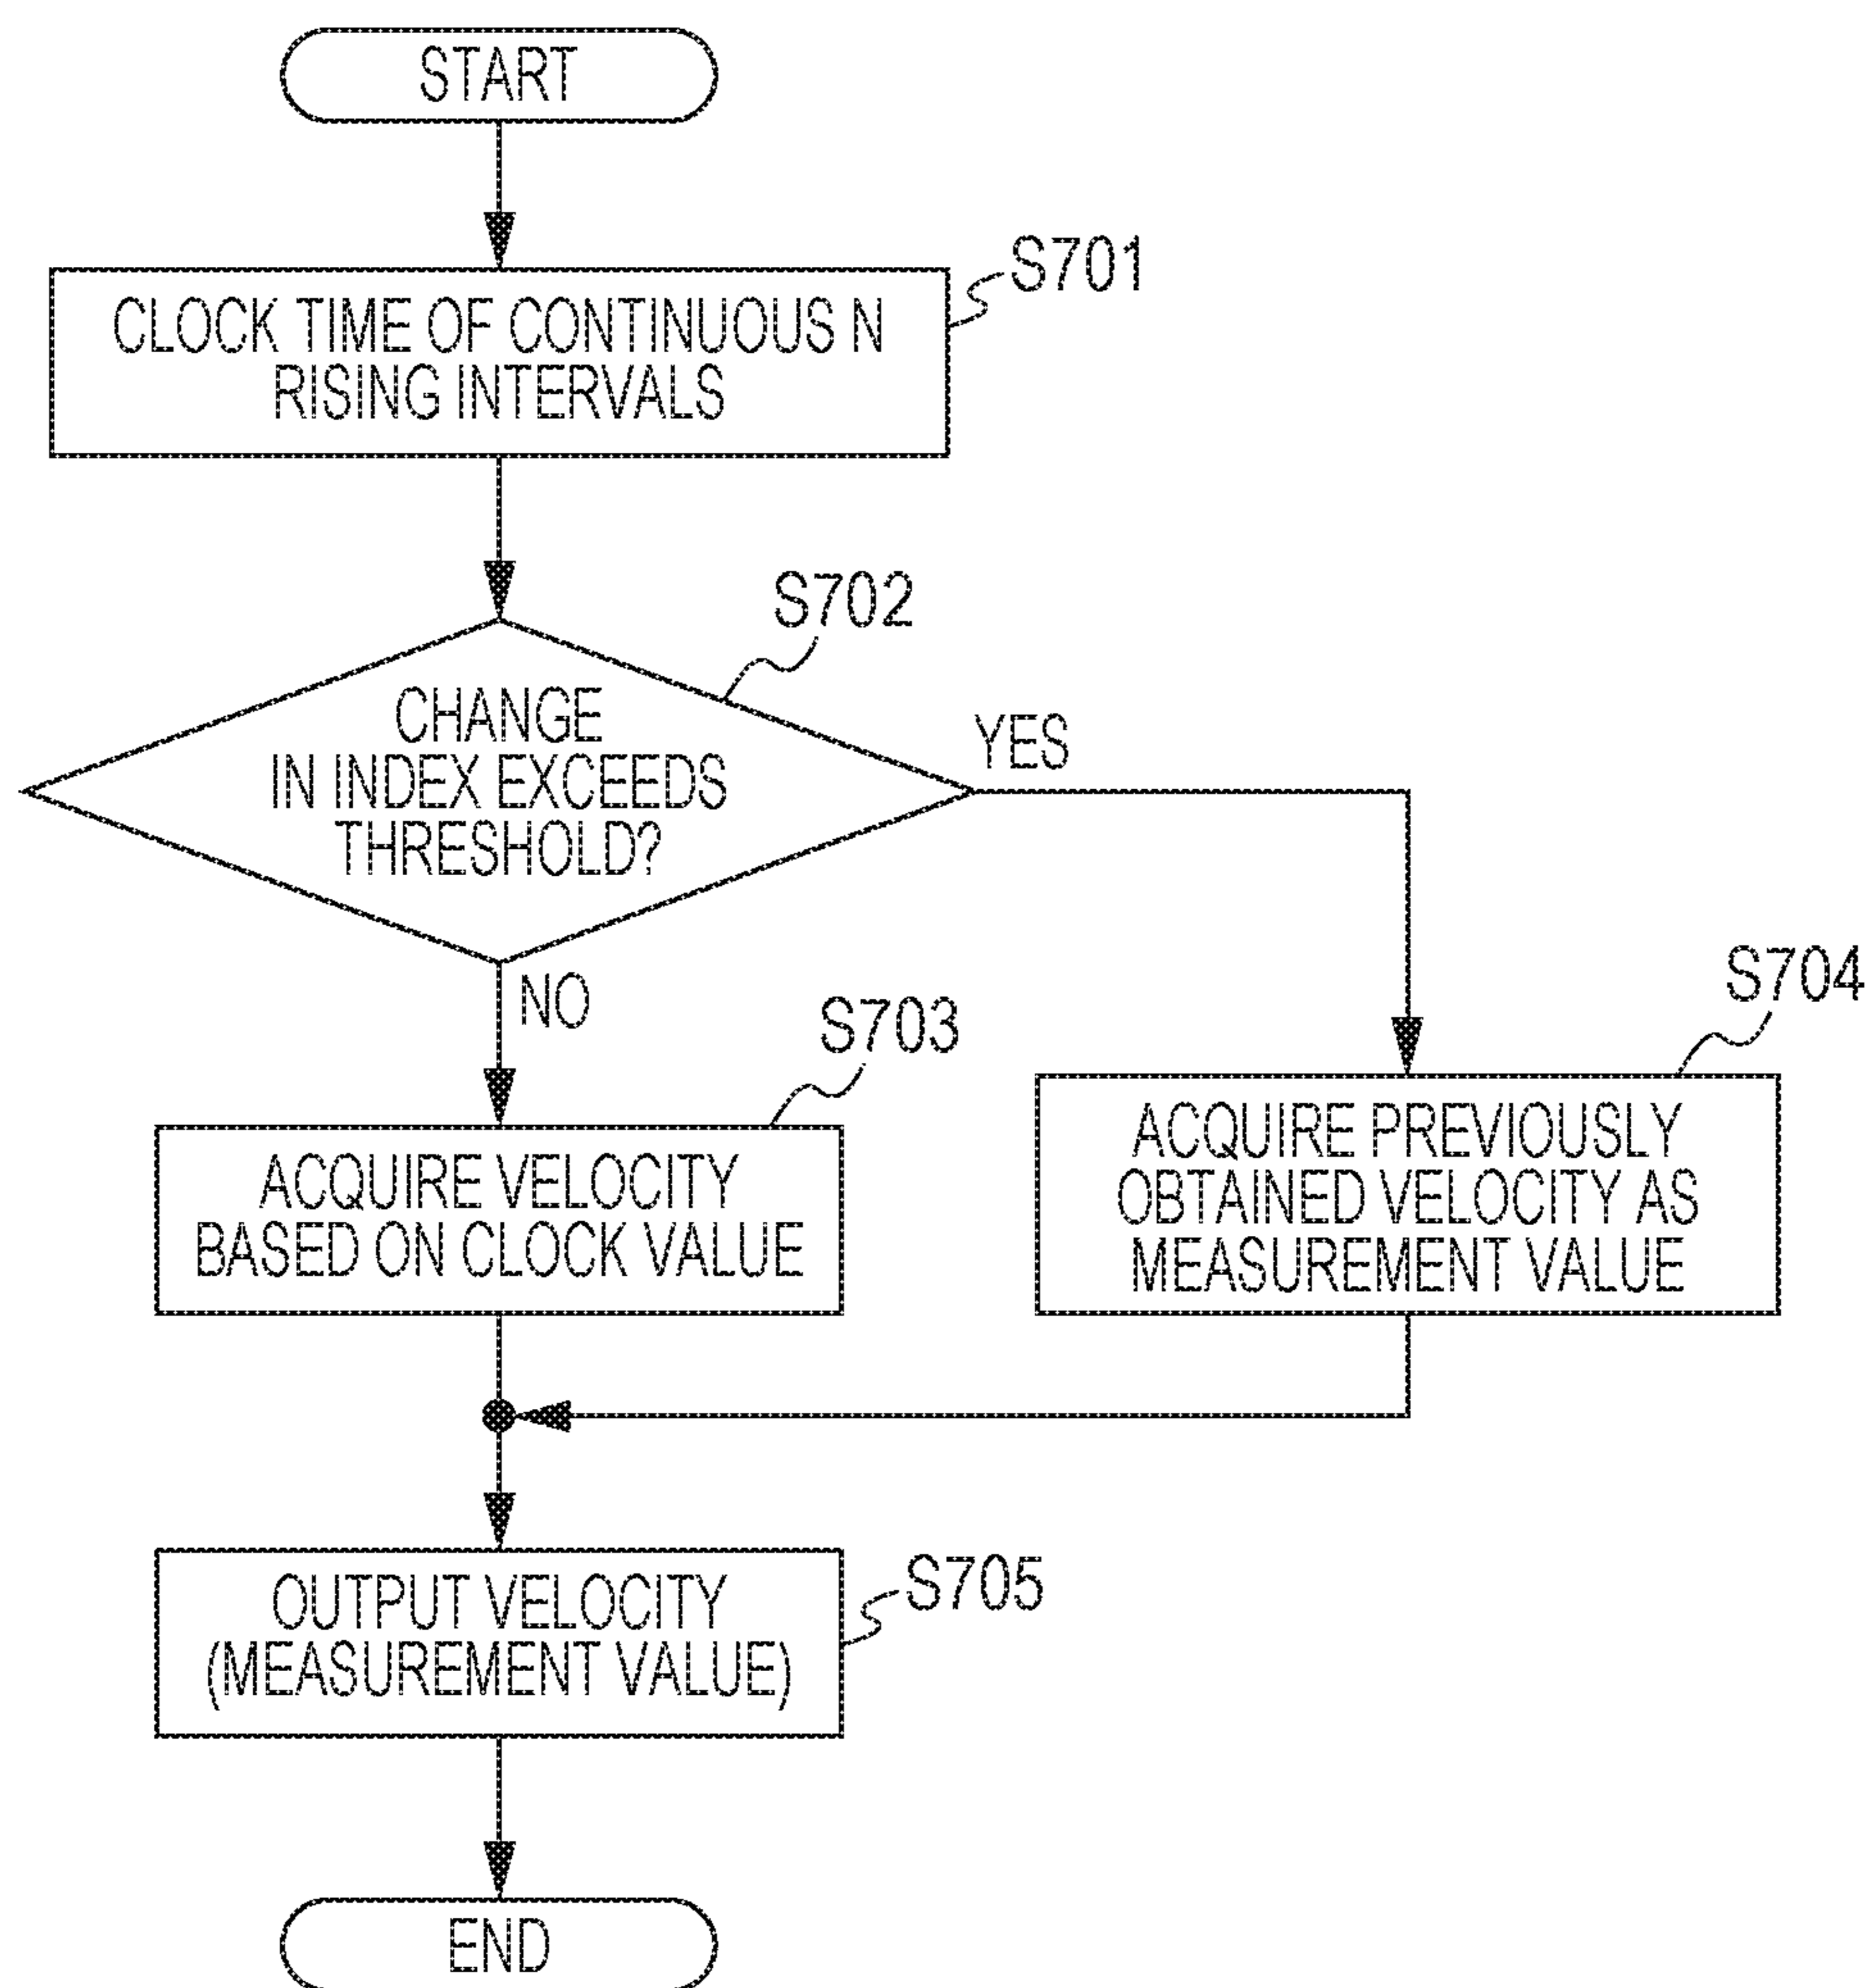 START
S701
CLOCK TIME OF CONTINUOUS N
RISING INTERVALS
S702
CHANGE
IN INDEX EXCEEDS
THRESHOLD?
YES
NO
S703
ACQUIRE VELOCITY
BASED ON CLOCK VALUE
S704
ACQUIRE PREVIOUSLY
OBTAINED VELOCITY AS
MEASUREMENT VALUE
S705
OUTPUT VELOCITY
(MEASUREMENT VALUE)
END